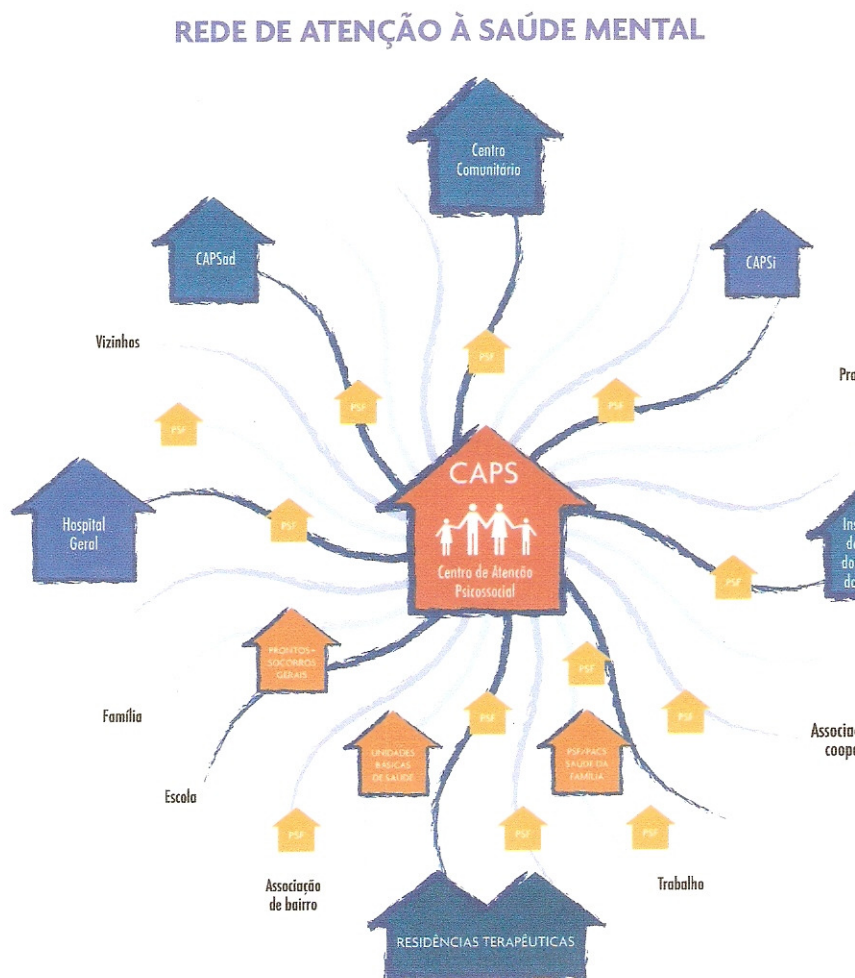 REDE DE ATENÇÃO À SAÚDE MENTAL
Centro
Comunitário
CAPSad
CAPSi
Vizinhos
PSF
PSF
PSF
PSF
CAPS
Centro de Atenção
Psicossocial
Hospital
Geral
PSF
PSF
PRONTOS-
SOCORROS
GERAIS
PSF
PSF
PSF
Família
UNIDADES
BÁSICAS
DE SAÚDE
PSF/PACS
SAÚDE DA
FAMÍLIA
Escola
PSF
PSF
PSF
Associação
de bairro
Trabalho
RESIDÊNCIAS TERAPÊUTICAS